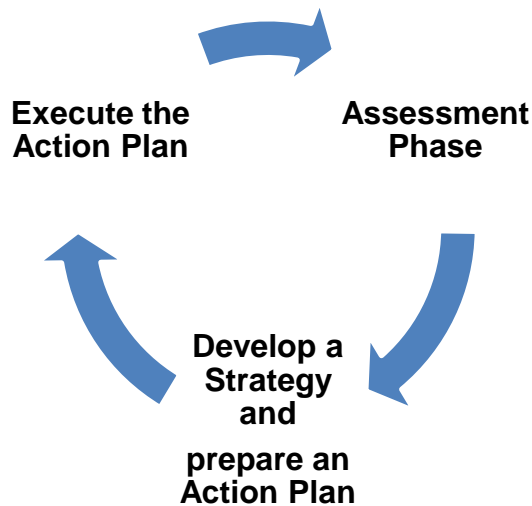 Execute the
Action Plan
Assessment
Phase
Develop a
Strategy
and
prepare an
Action Plan